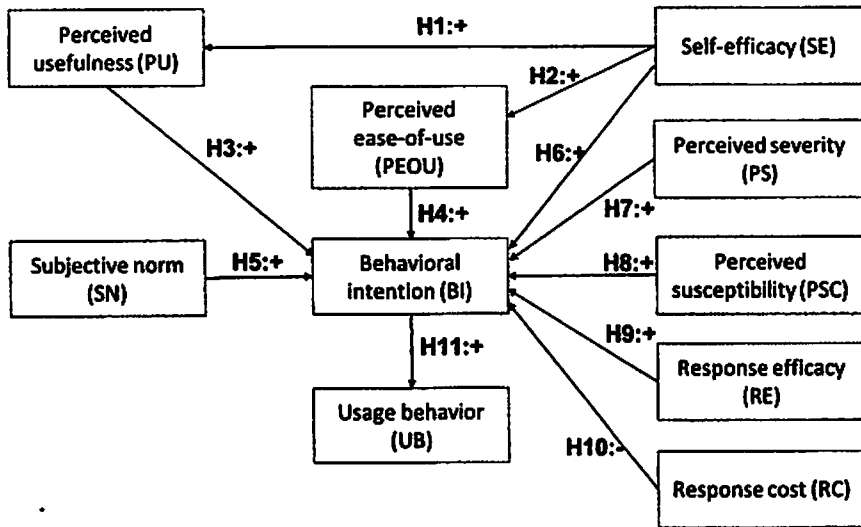 Perceived
usefulness (PU)
H1:+
Self-efficacy (SE)
H2:+
Perceived
ease-of-use
(PEOU)
H3:+
H6:+
Perceived severity
(PS)
H4:+
H7:+
Subjective norm
(SN)
H5:+
Behavioral
intention (BI)
H8:+
Perceived
susceptibility (PSC)
H11:+
H9:+
Response efficacy
(RE)
Usage behavior
(UB)
H10:-
Response cost (RC)